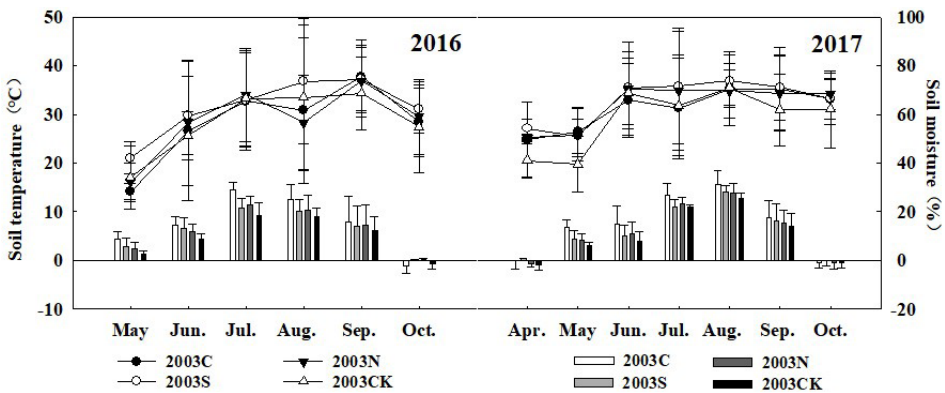 50
40
30
20
10
0
-10
Soil temperature (°C)
2016
2017
100
80
60
40
20
0
-20
Soil moisture (%)
May Jun. Jul. Aug. Sep. Oct.
Apr. May Jun. Jul. Aug. Sep. Oct.
2003C 2003N
2003S 2003CK
2003C 2003N
2003S 2003CK